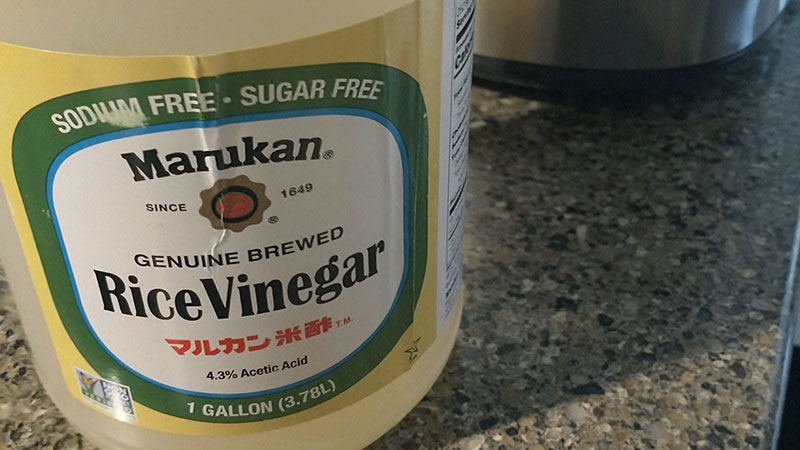 SODIUM FREE · SUGAR FREE
Marukan®
SINCE 1649
®
GENUINE BREWED
Rice Vinegar
マルカン 米酢 T.M.
4.3% Acetic Acid
1 GALLON (3.78L)